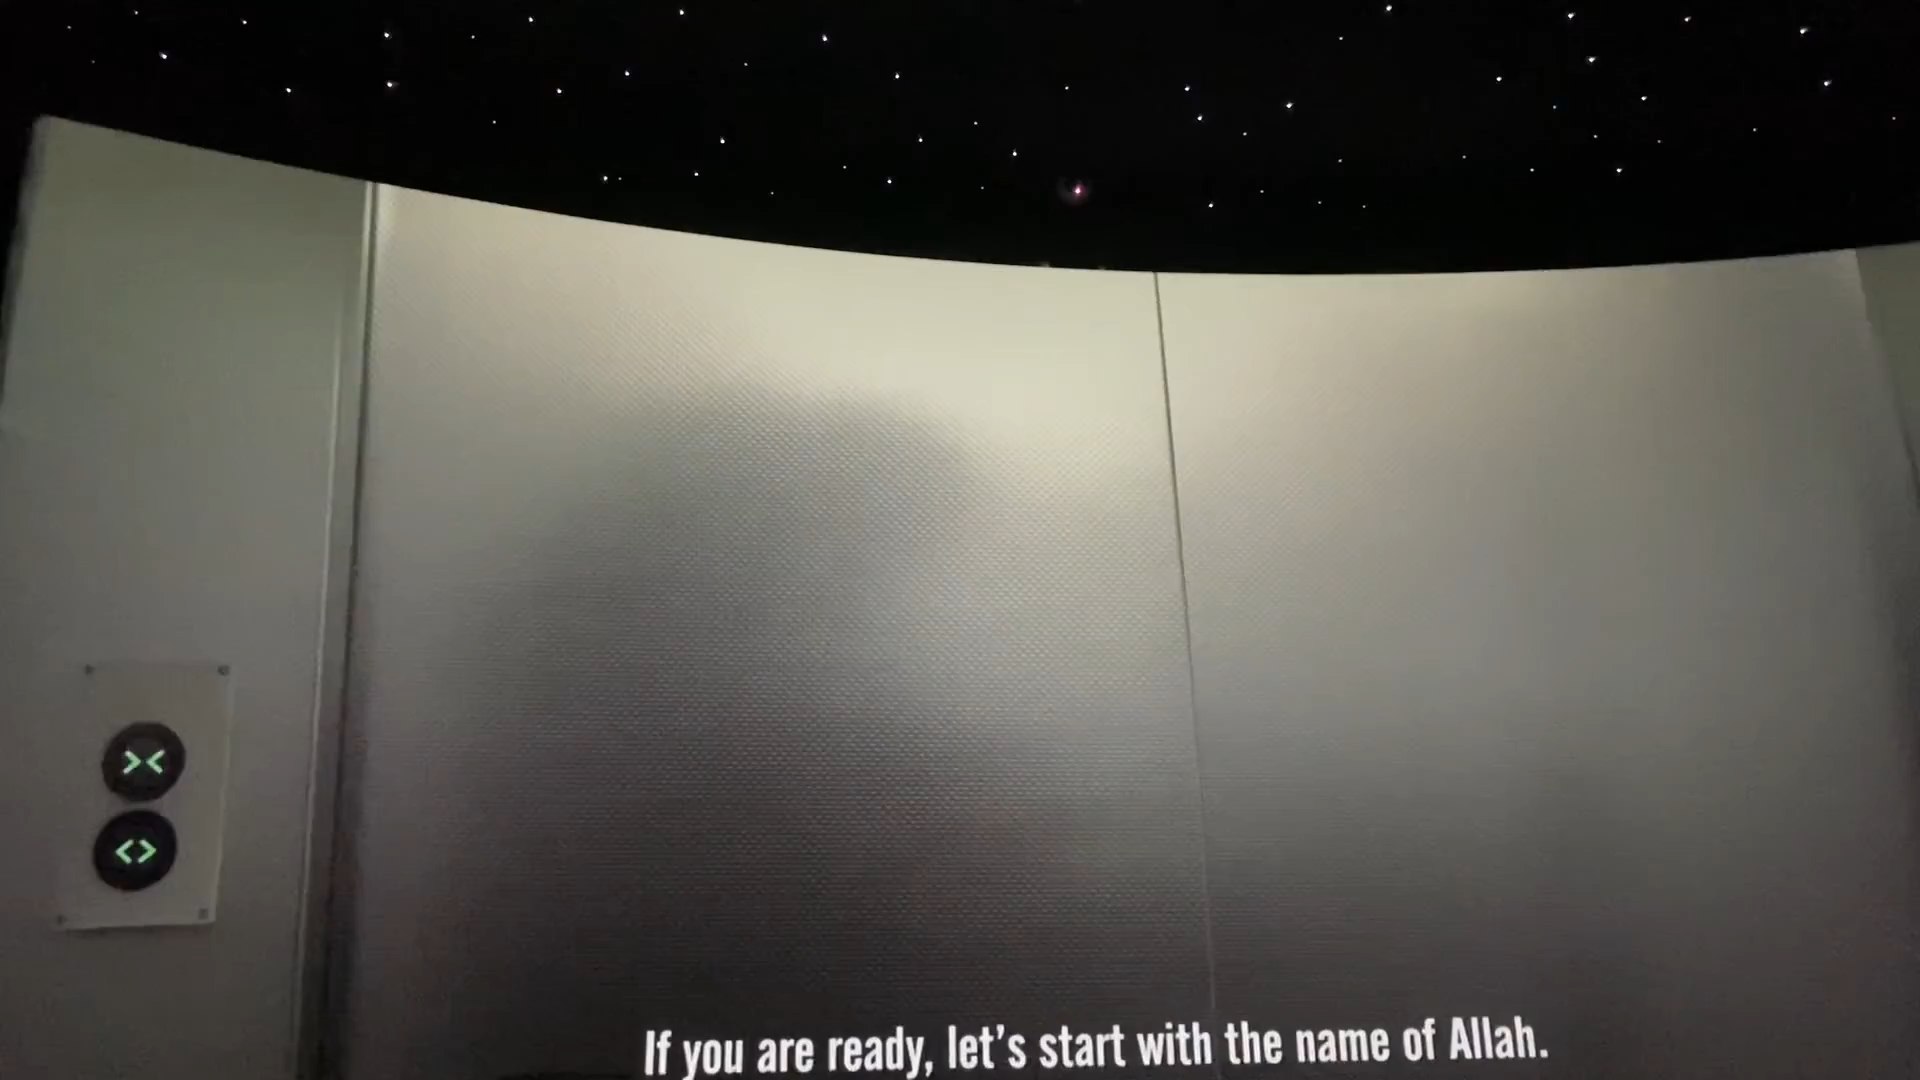 ><
<>
If you are ready, let's start with the name of Allah.